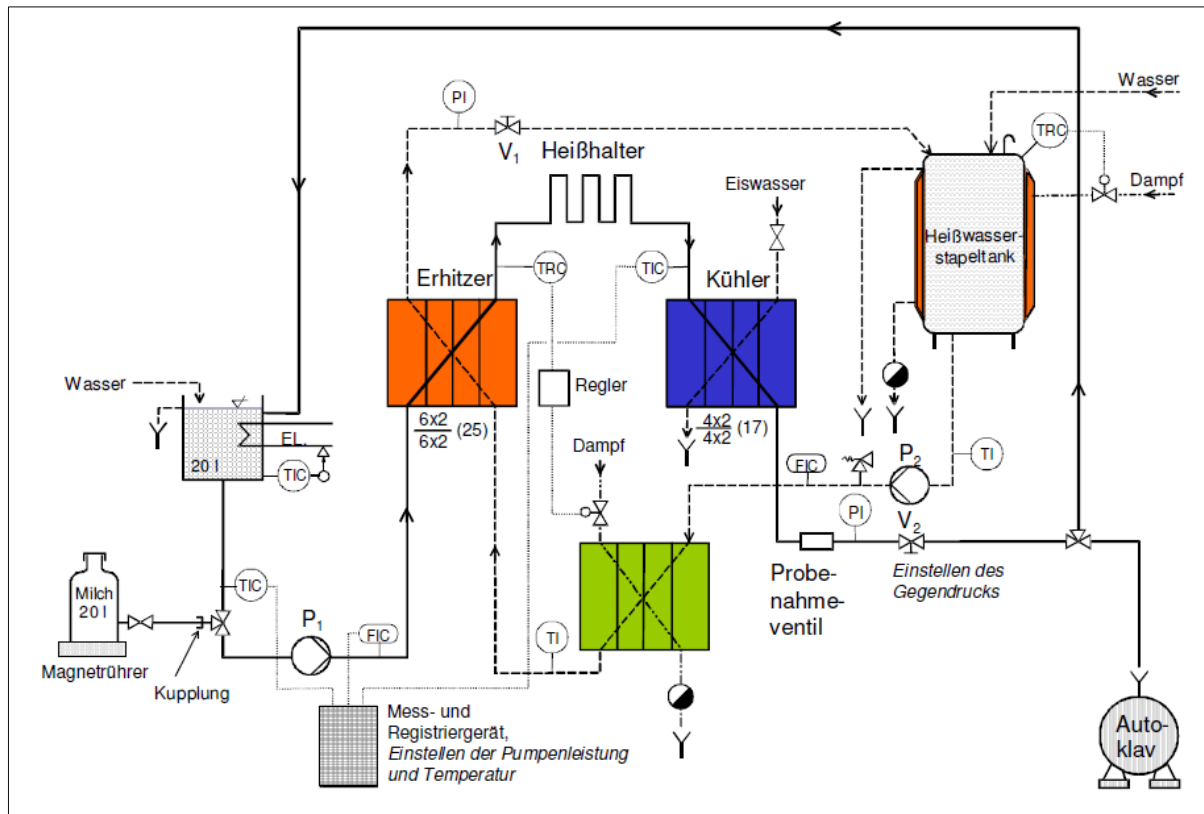 Wasser
PI
V1
Heißhalter
TRC
Dampf
Eiswasser
Heißwasser-
stapeltank
Erhitzer
TRC
TIC
Kühler
Wasser
Regler
6x2
6x2 (25)
4x2
4x2 (17)
EL.
20 l
TIC
Dampf
FIC
P2
TI
PI
V2
Milch
20 l
TIC
Probe-
nahme-
ventil
Einstellen des
Gegendrucks
P1
FIC
TI
Magnetrührer
Kupplung
Mess- und
Registriergerät,
Einstellen der Pumpenleistung
und Temperatur
Auto-
klav